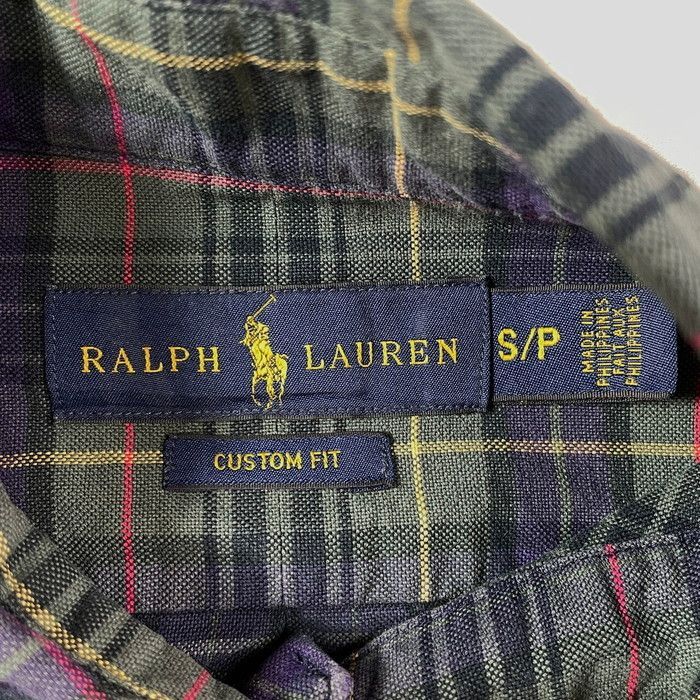 RALPH LAUREN
S/P
MADE IN
PHILIPPINES
FAIT AUX
PHILIPPINES
CUSTOM FIT